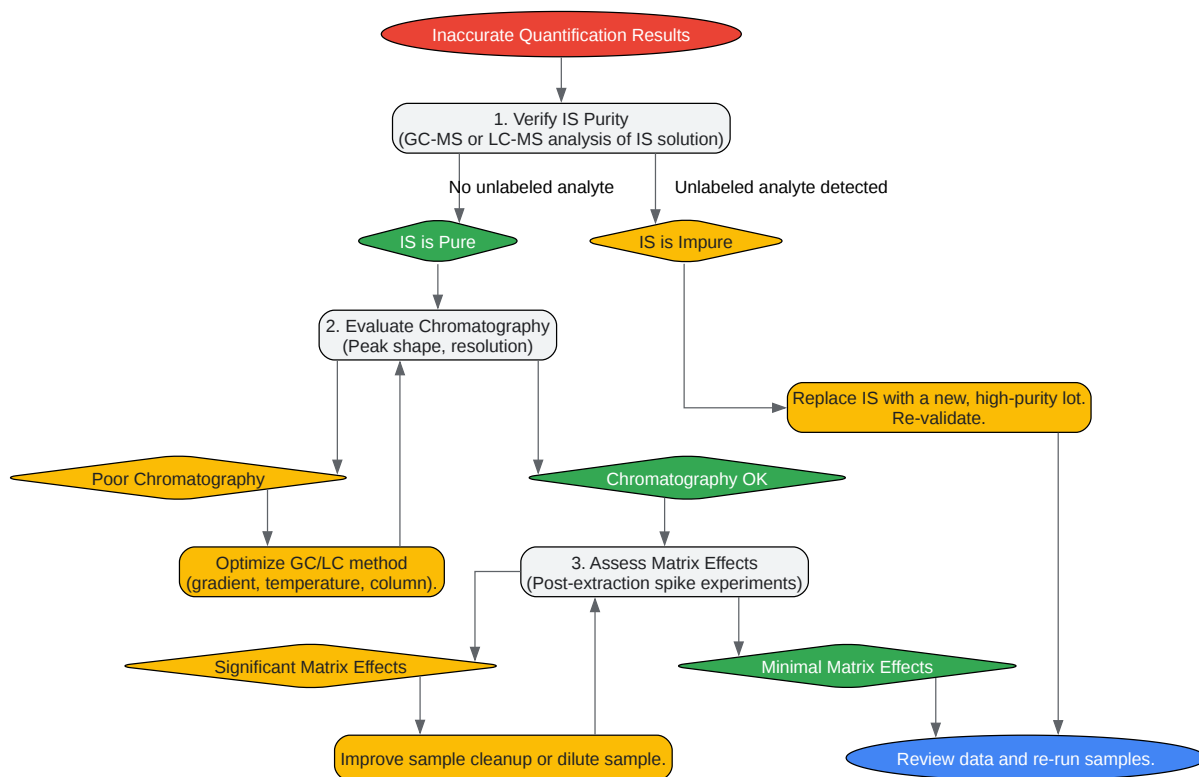 Inaccurate Quantification Results
1. Verify IS Purity
(GC-MS or LC-MS analysis of IS solution)
No unlabeled analyte
Unlabeled analyte detected
IS is Pure
IS is Impure
2. Evaluate Chromatography
(Peak shape, resolution)
Replace IS with a new, high-purity lot.
Re-validate.
Poor Chromatography
Chromatography OK
Optimize GC/LC method
(gradient, temperature, column).
3. Assess Matrix Effects
(Post-extraction spike experiments)
Significant Matrix Effects
Minimal Matrix Effects
Improve sample cleanup or dilute sample.
Review data and re-run samples.